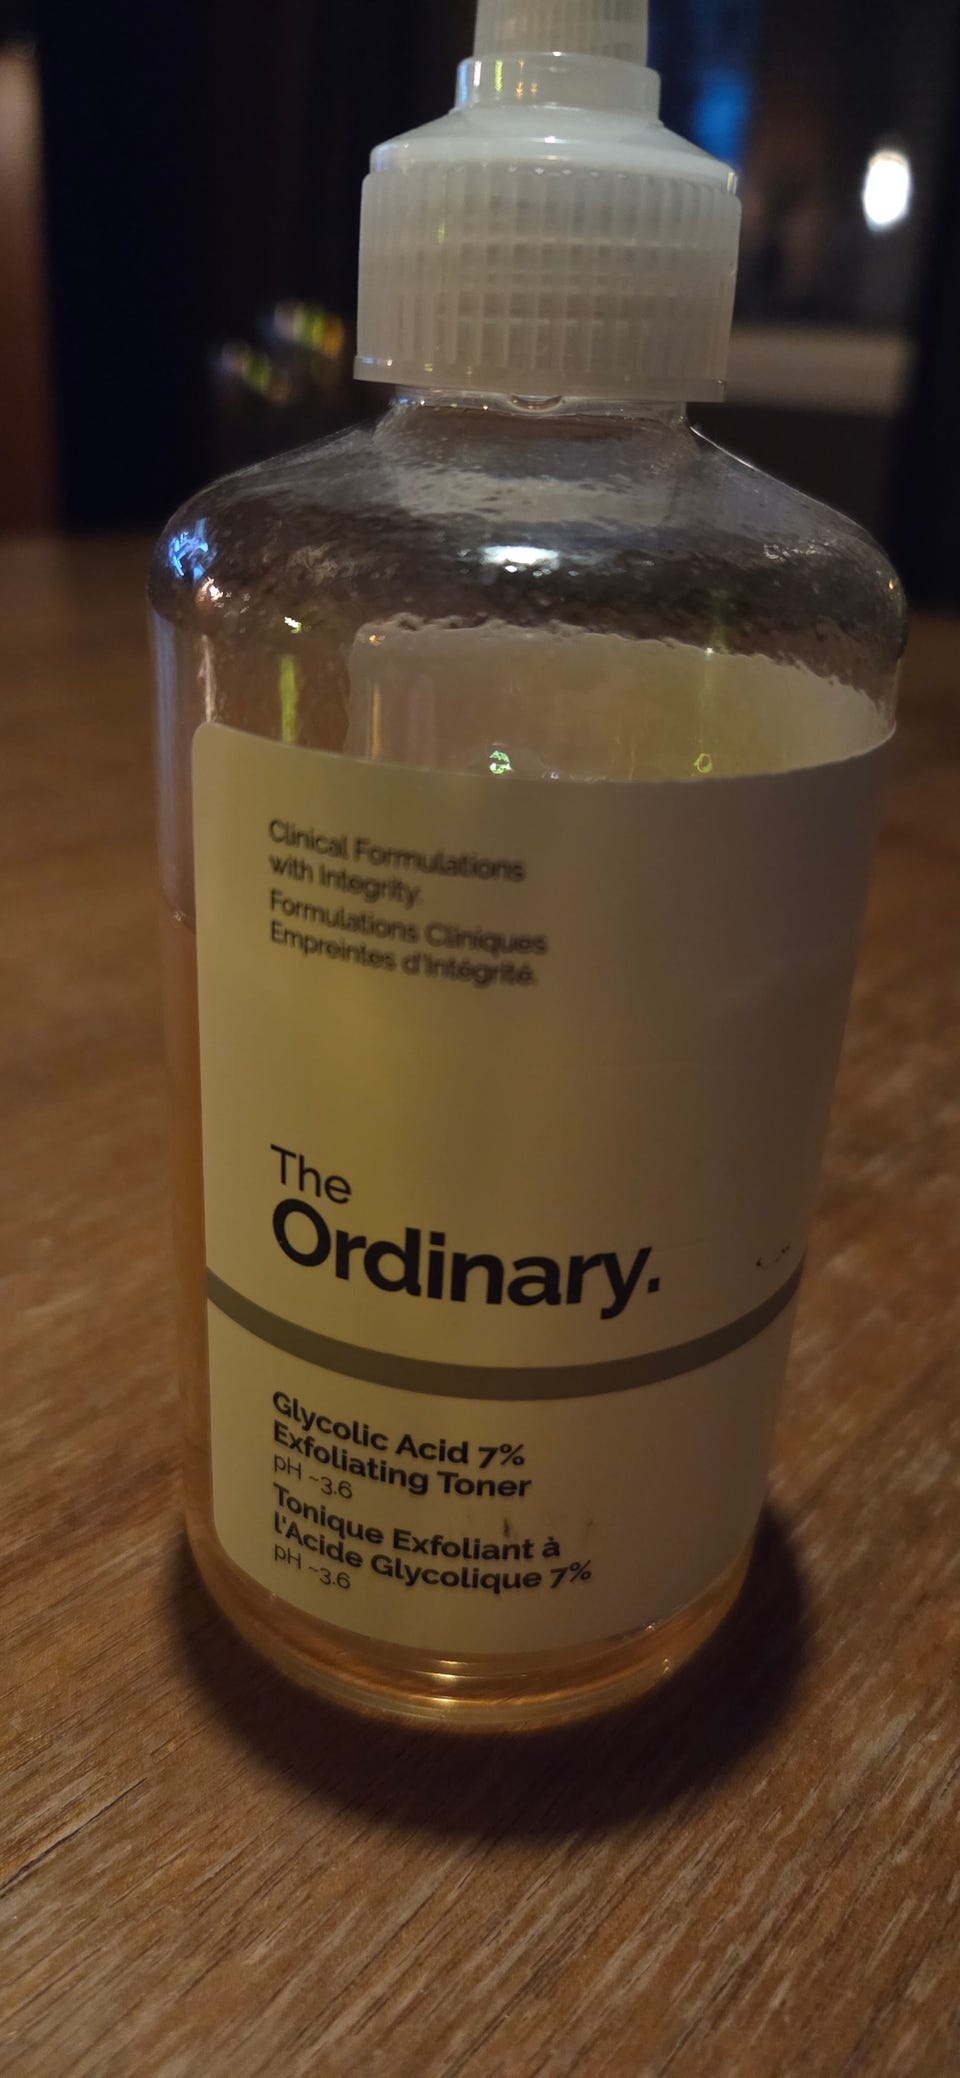 Clinical Formulations
with Integrity.
Formulations Cliniques
Empreintes d'Intégrité.
The
Ordinary.
Glycolic Acid 7%
Exfoliating Toner
pH ~3.6
Tonique Exfoliant à
l'Acide Glycolique 7%
pH ~3.6